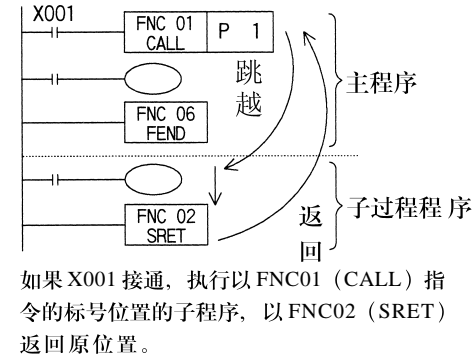 X001
FNC 01
CALL
P 1
跳越
主程序
FNC 06
FEND
子过程程 序
FNC 02
SRET
返回
如果X001接通，执行以FNC01（CALL）指
令的标号位置的子程序，以FNC02（SRET）
返回原位置。